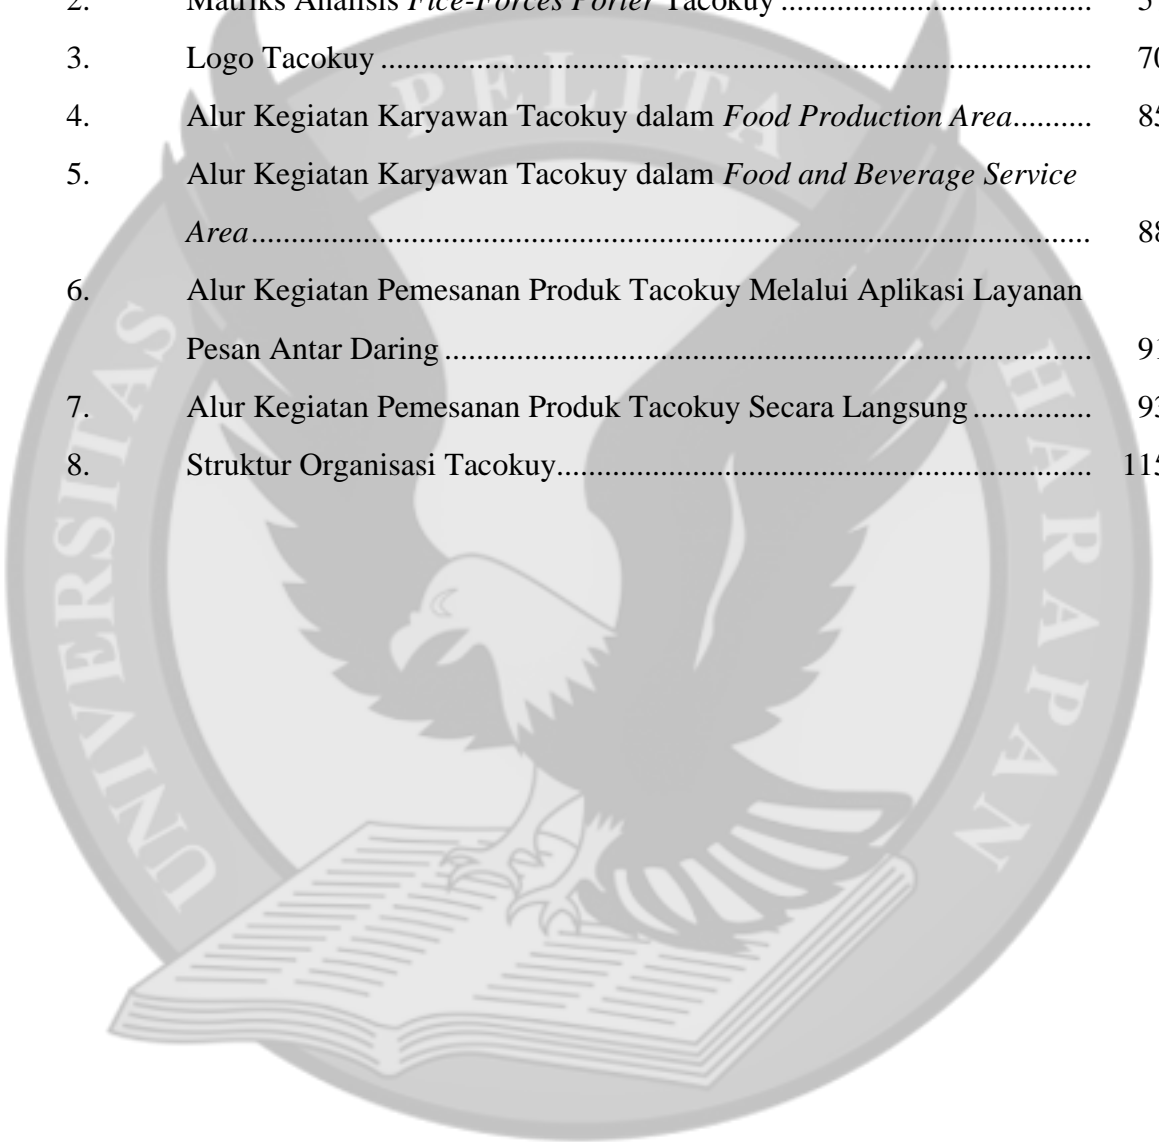 2. Matriks Analisis Fice-Forces Porter Tacokuy ....................................... 5
3. Logo Tacokuy ........................................................................................... 70
4. Alur Kegiatan Karyawan Tacokuy dalam Food Production Area.......... 85
5. Alur Kegiatan Karyawan Tacokuy dalam Food and Beverage Service
Area.......................................................................................................... 88
6. Alur Kegiatan Pemesanan Produk Tacokuy Melalui Aplikasi Layanan
Pesan Antar Daring .................................................................................. 91
7. Alur Kegiatan Pemesanan Produk Tacokuy Secara Langsung ............... 93
8. Struktur Organisasi Tacokuy.................................................................... 115
UNIVERSITAS PELITA HARAPAN